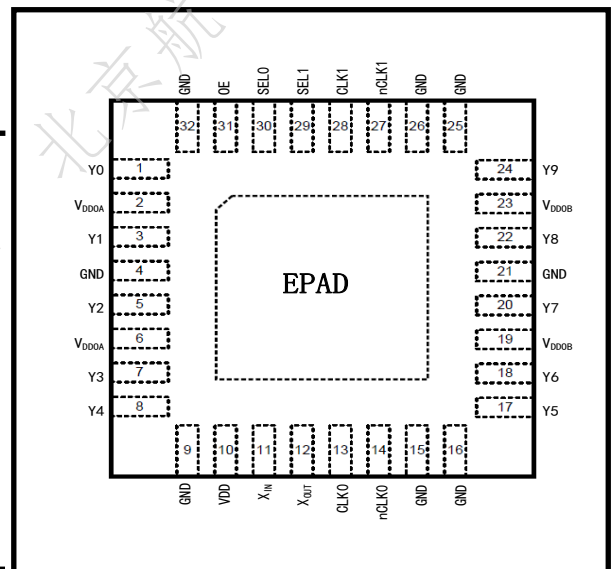 北京航
GND OE SEL0 SEL1 CLK1 nCLK1 GND GND
32 31 30 29 28 27 26 25
Y0 1 24 Y9
VDDOA 2 23 VDDOB
Y1 3 22 Y8
GND 4 21 GND
EPAD
Y2 5 20 Y7
VDDOA 6 19 VDDOB
Y3 7 18 Y6
Y4 8 17 Y5
9 10 11 12 13 14 15 16
GND VDD XIN XOUT CLK0 nCLK0 GND GND